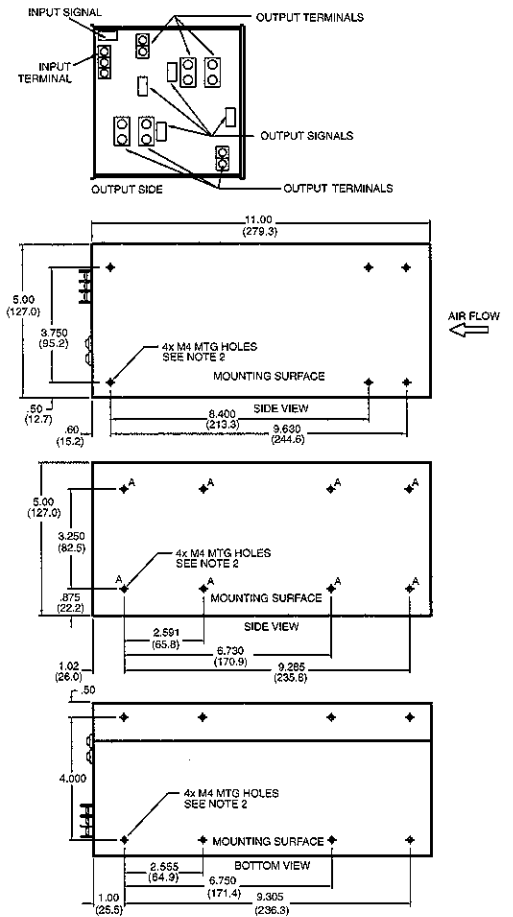 INPUT SIGNAL
OUTPUT TERMINALS
INPUT
TERMINAL
OUTPUT SIGNALS
OUTPUT SIDE
OUTPUT TERMINALS
11.00
(279.3)
5.00
(127.0)
3.750
(95.2)
AIR FLOW
4x M4 MTG HOLES
SEE NOTE 2
MOUNTING SURFACE
.50
(12.7)
SIDE VIEW
.60
(15.2)
8.400
(213.3)
9.630
(244.6)
5.00
(127.0)
A
A
A
A
3.250
(82.5)
4x M4 MTG HOLES
SEE NOTE 2
A
A
A
A
.875
(22.2)
MOUNTING SURFACE
SIDE VIEW
2.591
(65.8)
6.730
(170.9)
1.02
(26.0)
9.285
(235.8)
.50
4.000
4x M4 MTG HOLES
SEE NOTE 2
MOUNTING SURFACE
BOTTOM VIEW
2.555
(64.9)
6.750
(171.4)
1.00
(25.5)
9.305
(236.3)